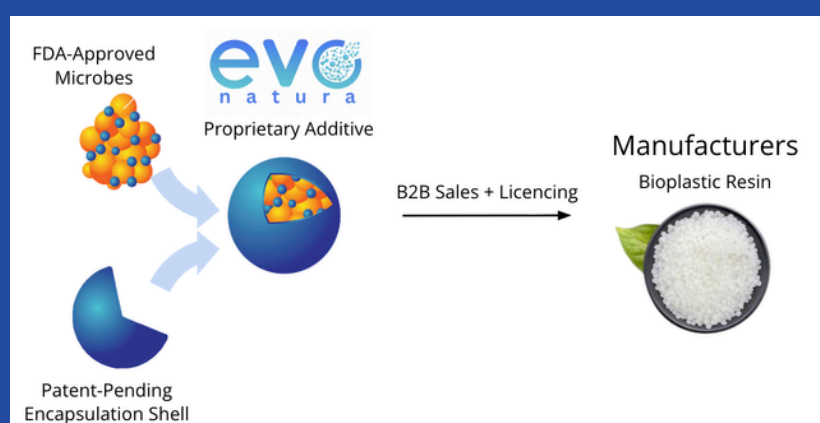 FDA-Approved
Microbes
evo
natura
Proprietary Additive
Patent-Pending
Encapsulation Shell
B2B Sales + Licencing
Manufacturers
Bioplastic Resin